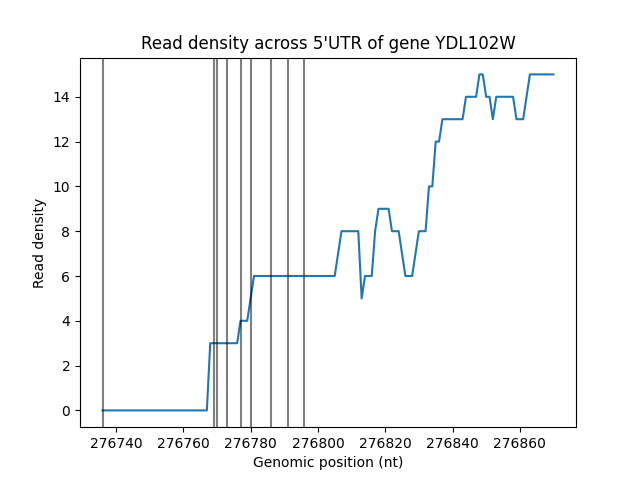 Read density across 5'UTR of gene YDL102W
Read density
14
12
10
8
6
4
2
0
276740 276760 276780 276800 276820 276840 276860
Genomic position (nt)